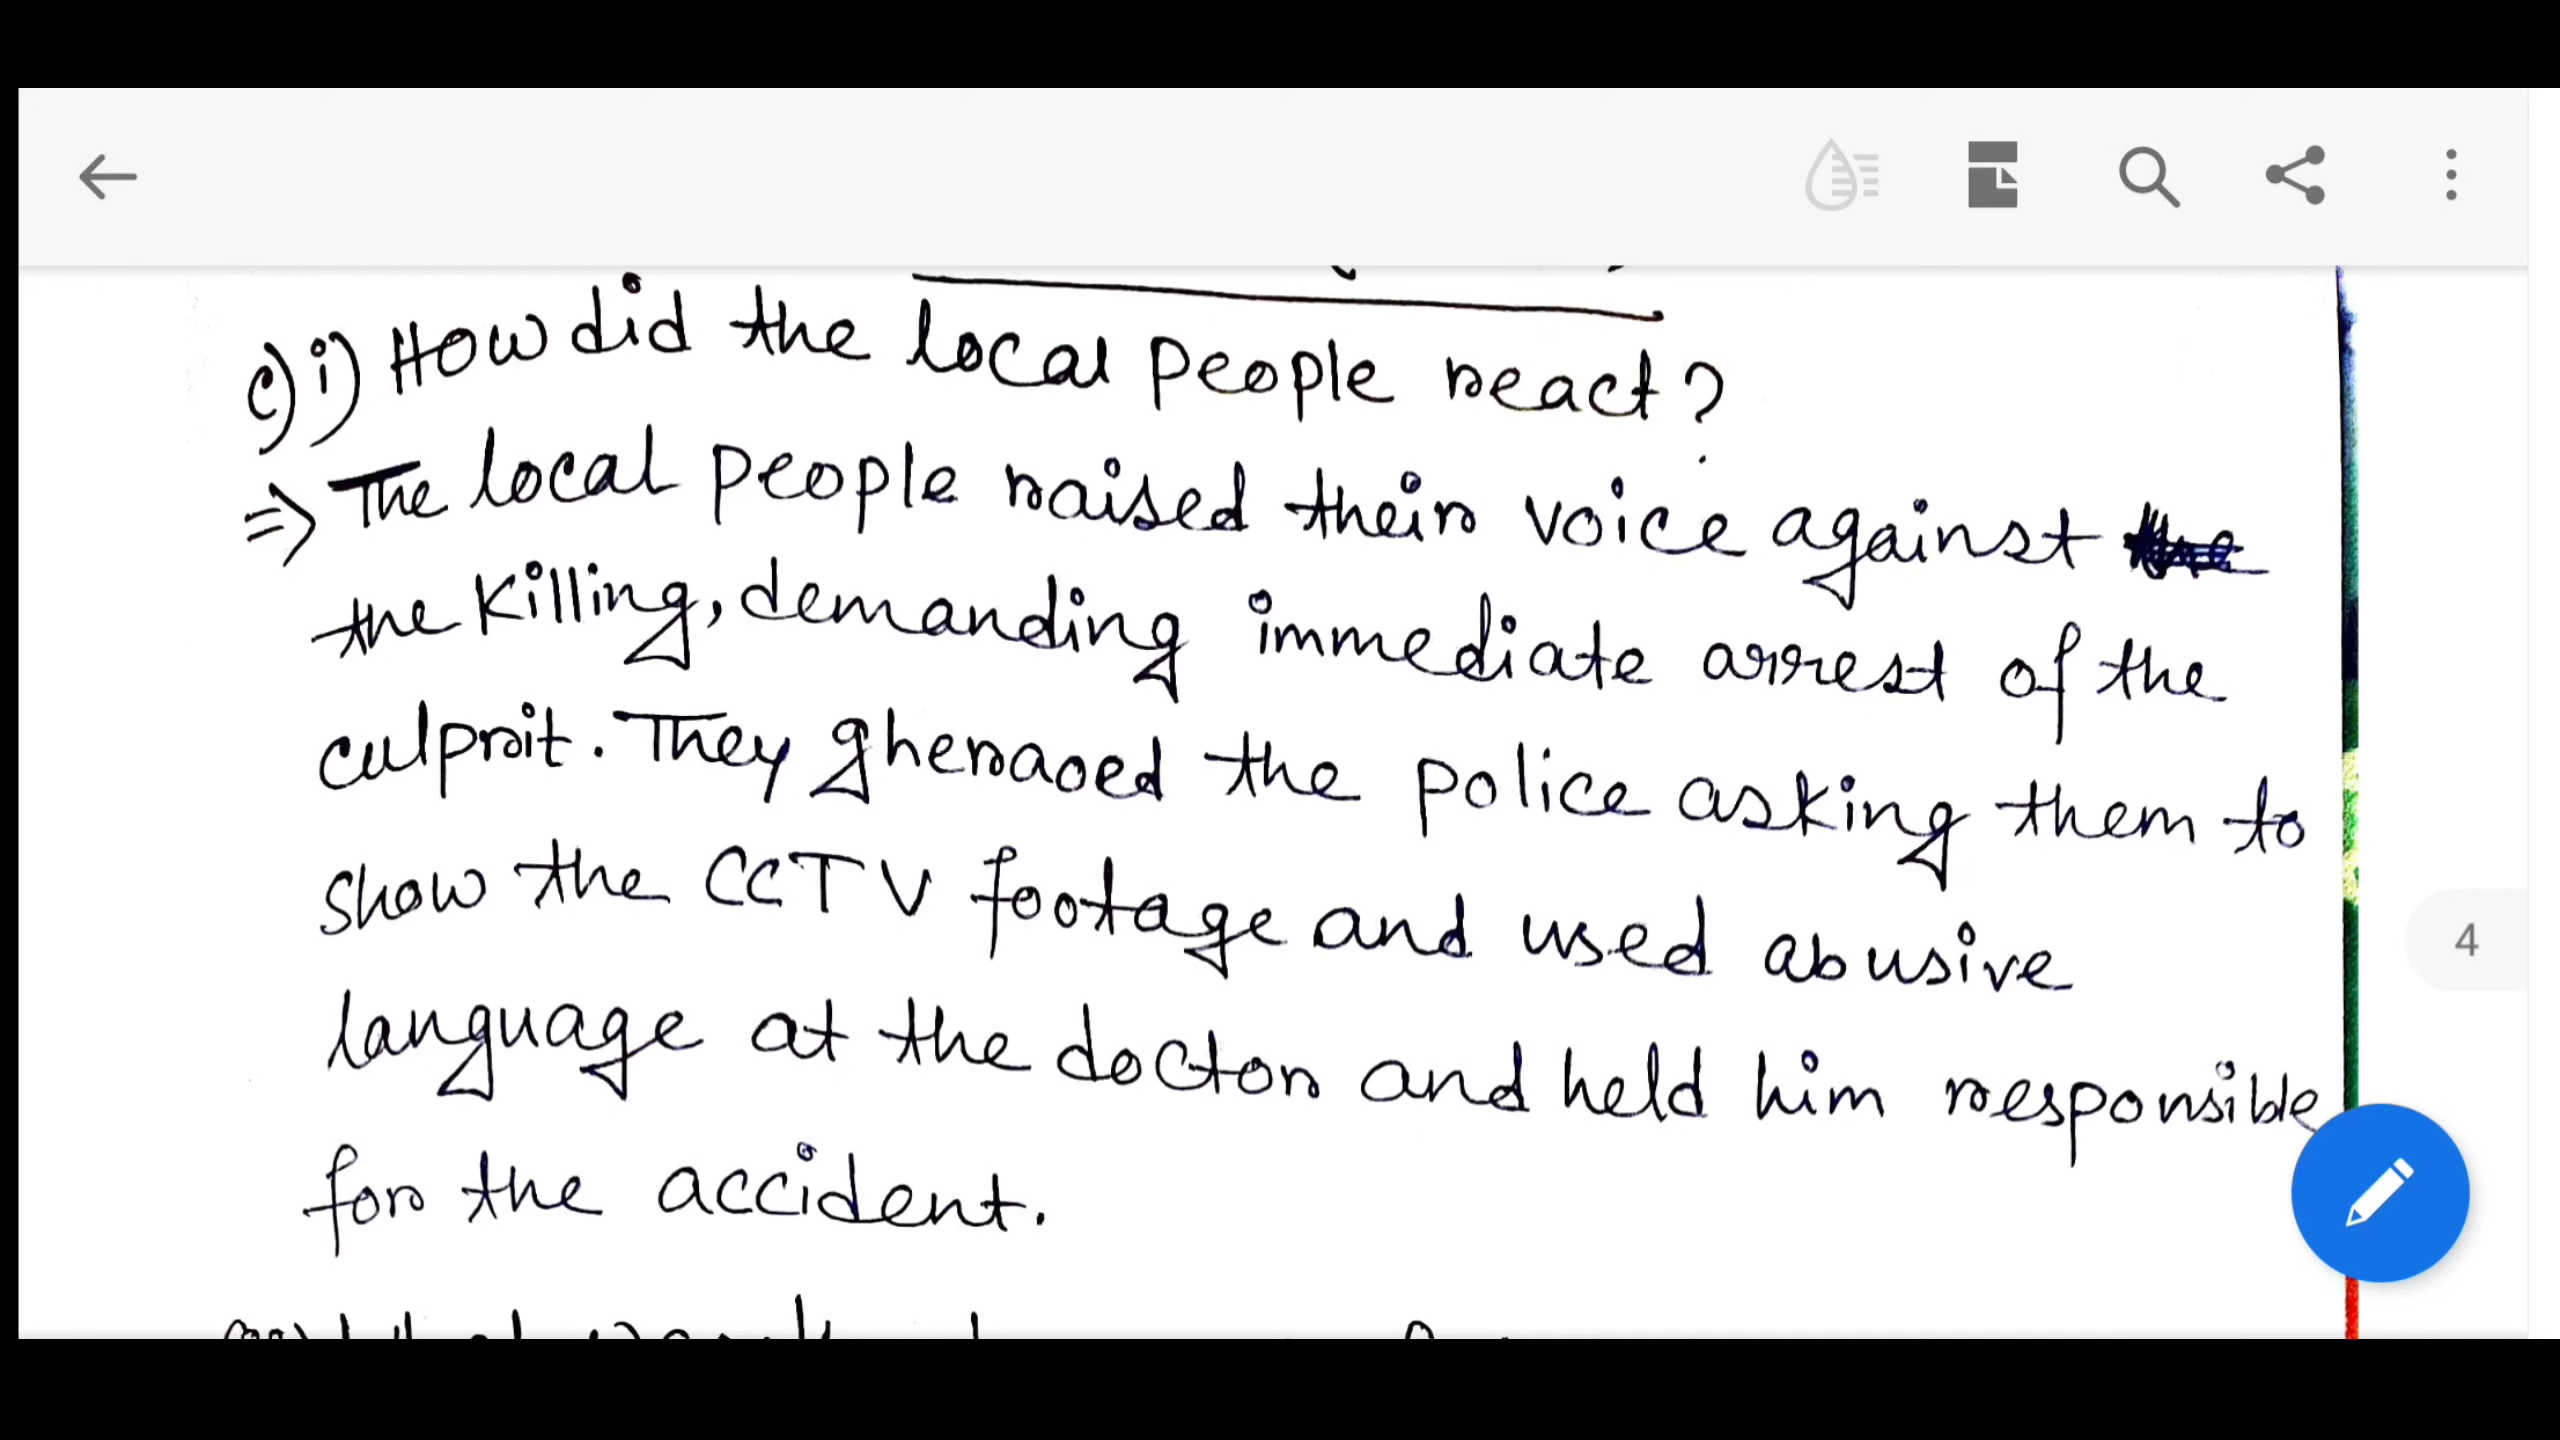 c) i) How did the local people react?
⇒ The local people raised their voice against
the killing, demanding immediate arrest of the
culprit. They gheraoed the police asking them to
show the CCTV footage and used abusive
language at the doctor and held him responsible
for the accident.
4